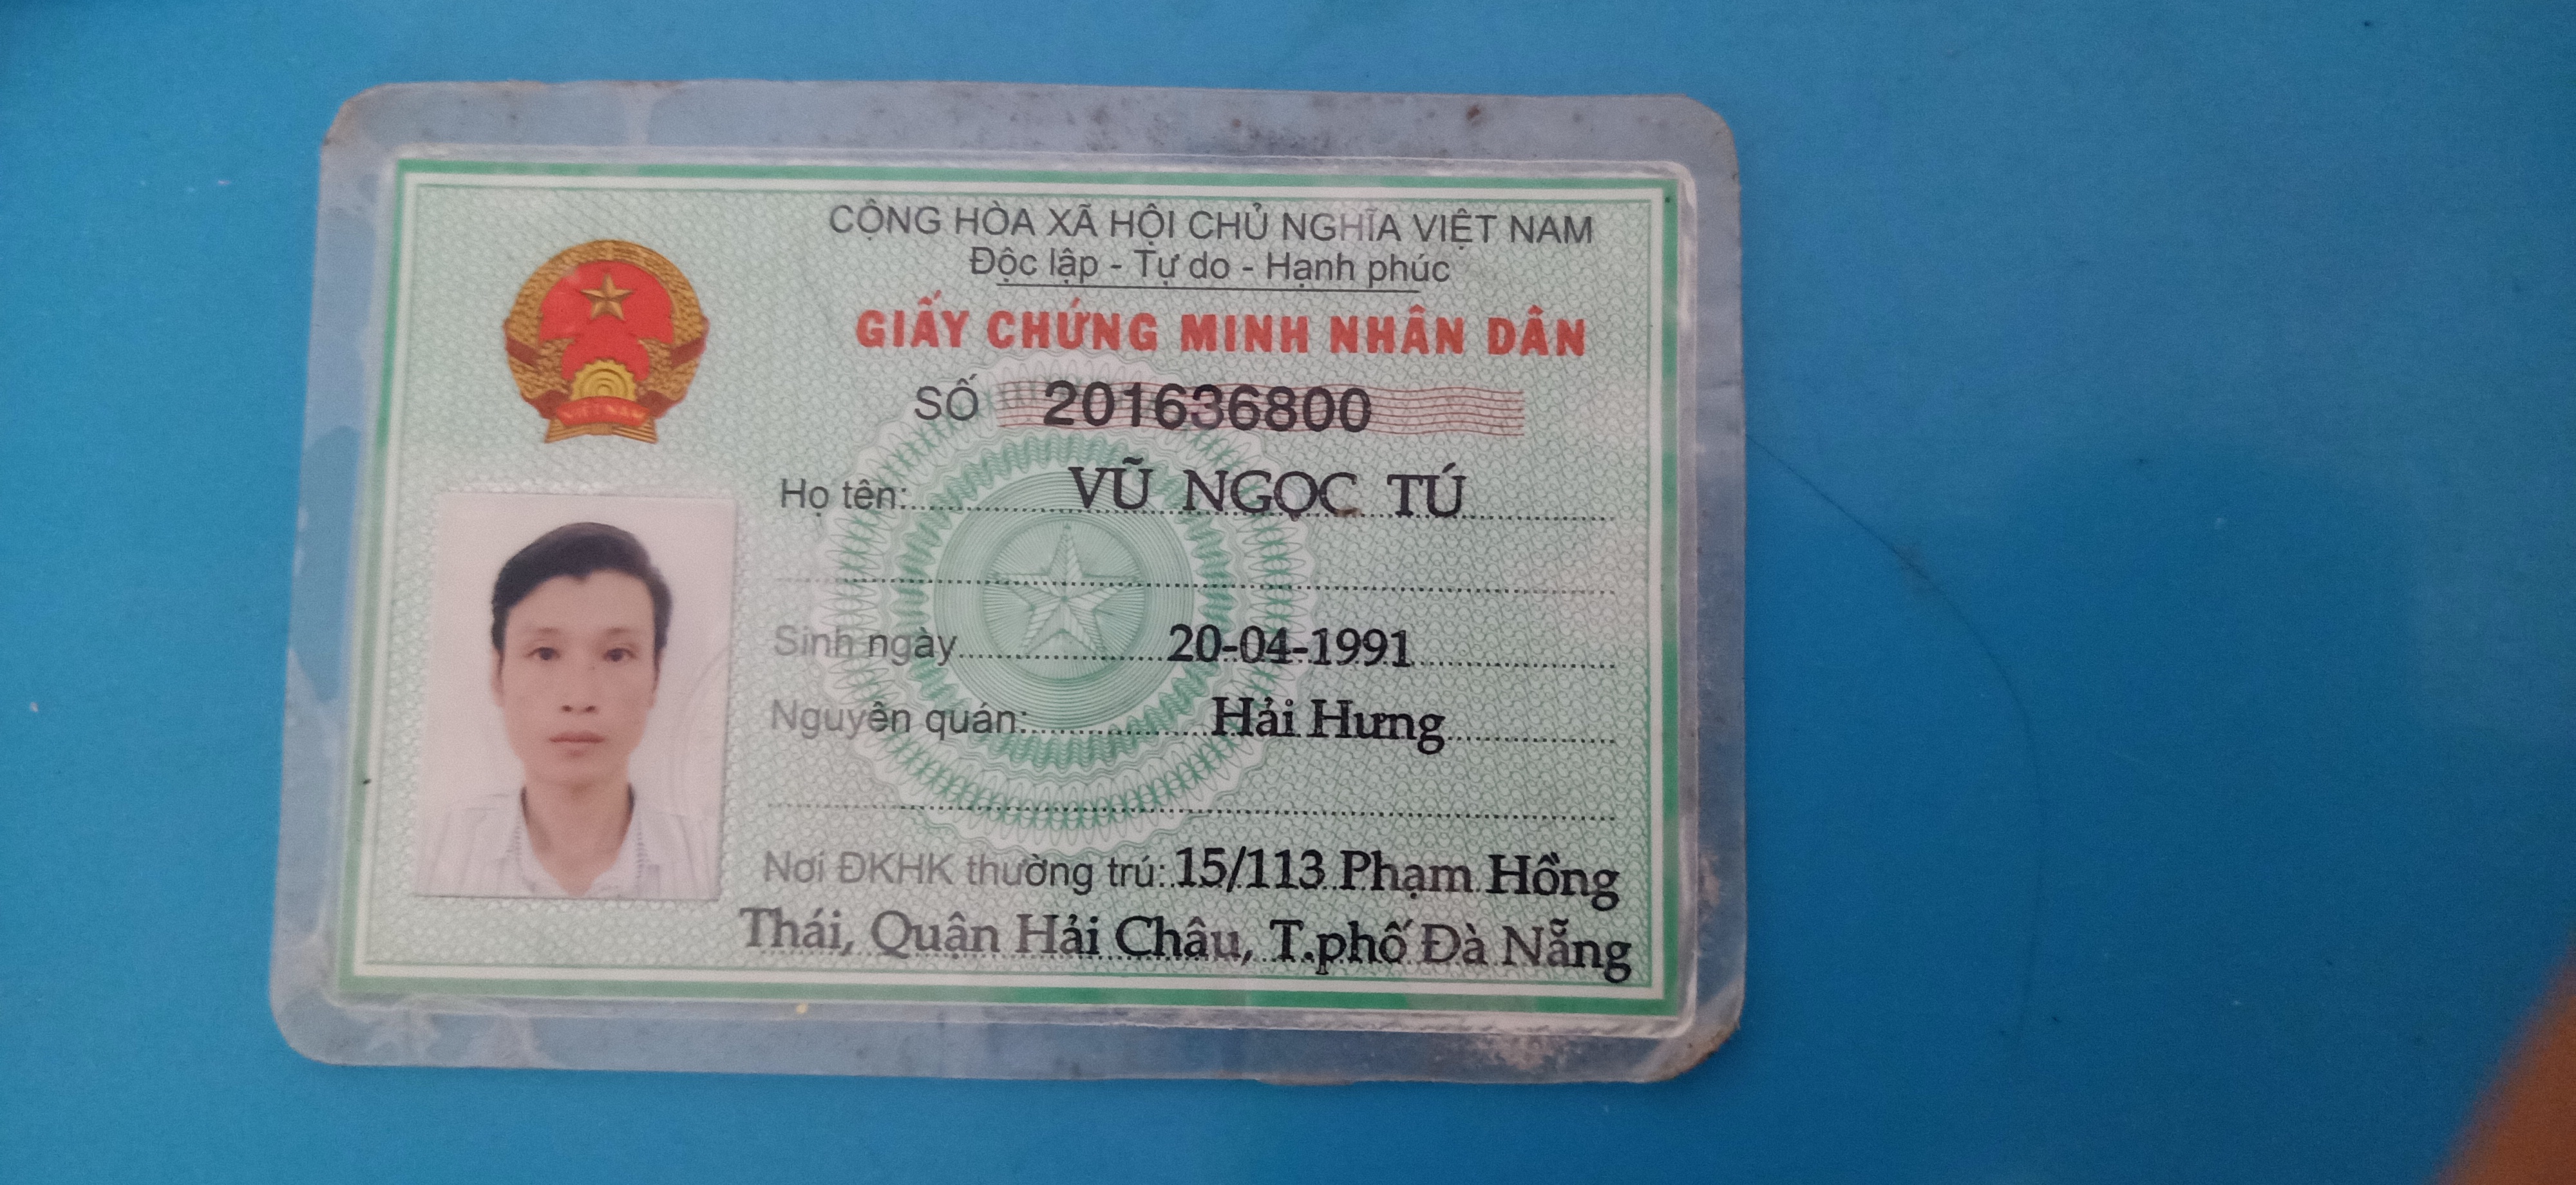 CỘNG HÒA XÃ HỘI CHỦ NGHĨA VIỆT NAM
Độc lập - Tự do - Hạnh phúc
GIẤY CHỨNG MINH NHÂN DÂN
SỐ 201636800
Họ tên: VŨ NGỌC TÚ
Sinh ngày 20-04-1991
Nguyên quán: Hải Hưng
Nơi ĐKHK thường trú: 15/113 Phạm Hồng
Thái, Quận Hải Châu, T.phố Đà Nẵng